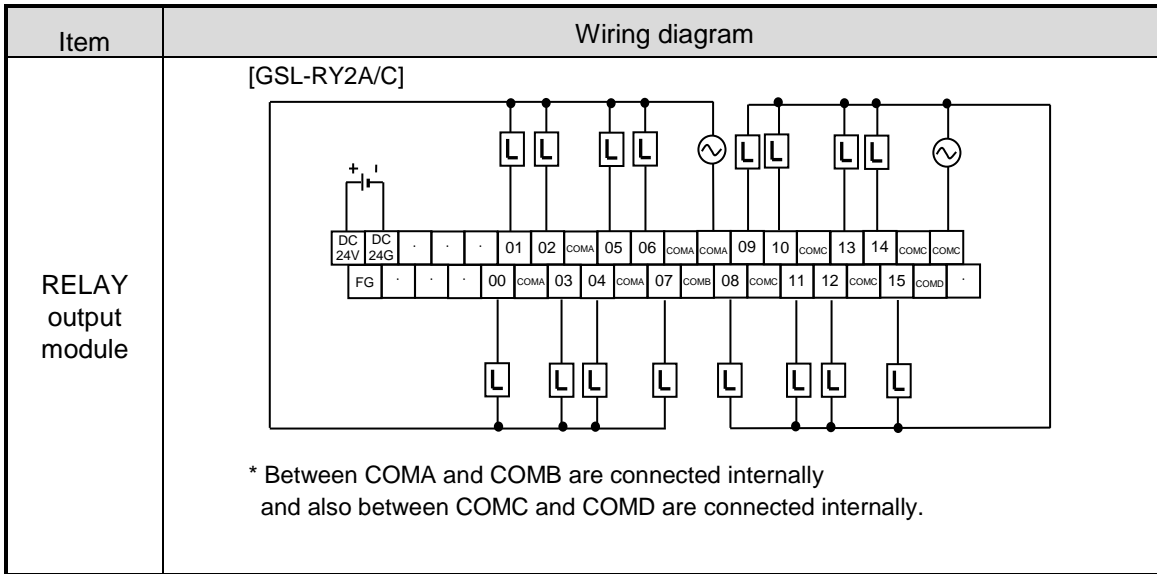 Item
Wiring diagram
RELAY
output
module
[GSL-RY2A/C]
L L L L L L L L
+ -
DC 24V DC 24G · · · 01 02 COMA 05 06 COMA COMA 09 10 COMC 13 14 COMC COMC
FG · · · 00 COMA 03 04 COMA 07 COMB 08 COMC 11 12 COMC 15 COMD ·
L L L L L L L L
* Between COMA and COMB are connected internally
and also between COMC and COMD are connected internally.